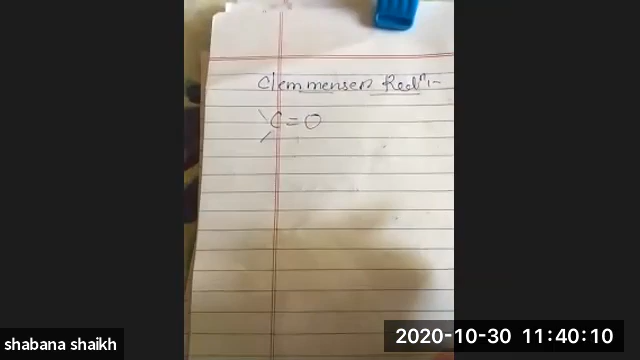 Clemmensen Redⁿ:-
>C=O
shabana shaikh
2020-10-30 11:40:10